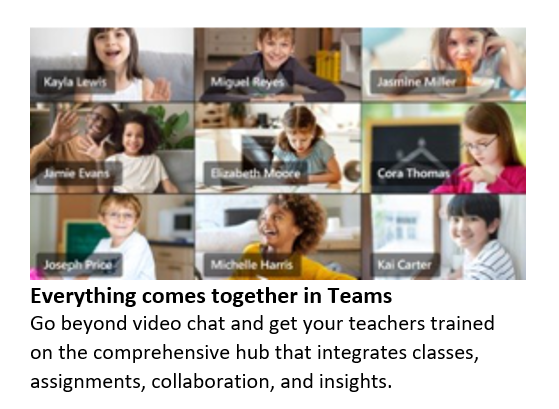 Kayla Lewis
Miguel Reyes
Jasmine Miller
Jamie Evans
Elizabeth Moore
Cora Thomas
Joseph Price
Michelle Harris
Kai Carter
Everything comes together in Teams
Go beyond video chat and get your teachers trained
on the comprehensive hub that integrates classes,
assignments, collaboration, and insights.